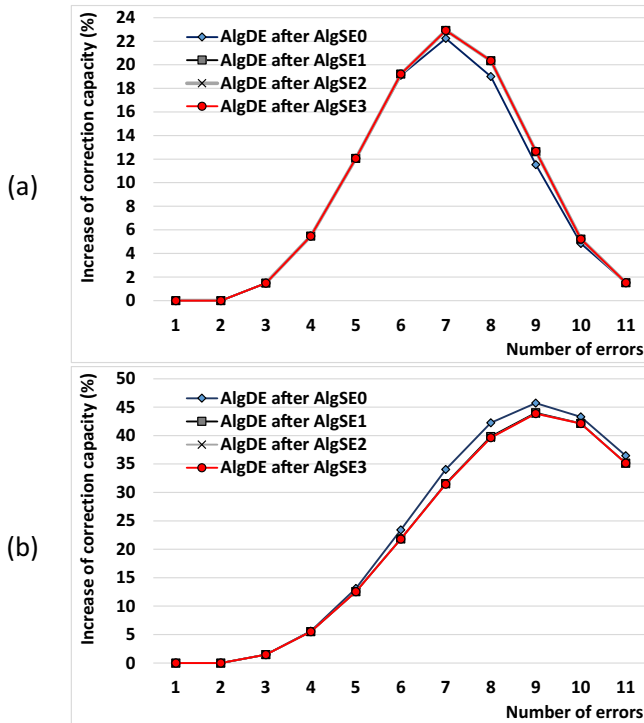 (a)
Increase of correction capacity (%)
24
22
20
18
16
14
12
10
8
6
4
2
0
AlgDE after AlgSE0
AlgDE after AlgSE1
AlgDE after AlgSE2
AlgDE after AlgSE3
1 2 3 4 5 6 7 8 9 10 11
Number of errors
(b)
Increase of correction capacity (%)
50
45
40
35
30
25
20
15
10
5
0
AlgDE after AlgSE0
AlgDE after AlgSE1
AlgDE after AlgSE2
AlgDE after AlgSE3
1 2 3 4 5 6 7 8 9 10 11
Number of errors